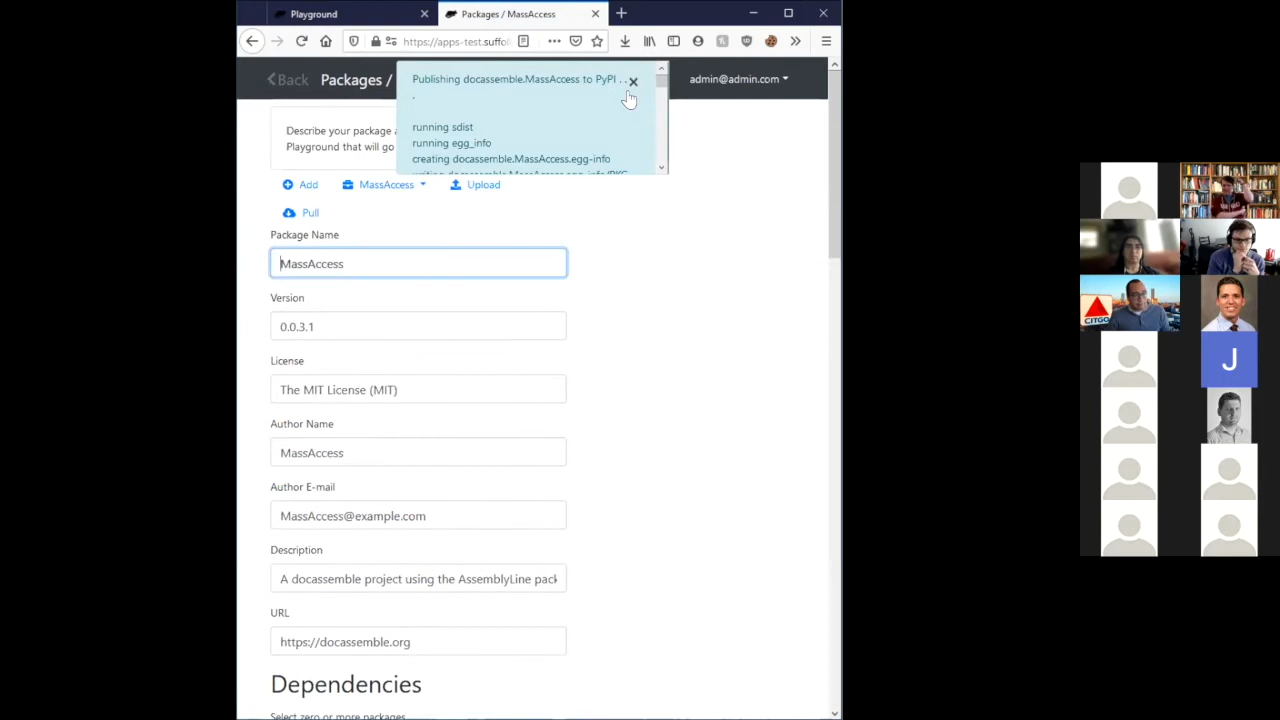 Playground
Packages / MassAccess
https://apps-test.suffol
Back
Packages /
Publishing docassemble.MassAccess to PyPI . .
.
running sdist
running egg_info
creating docassemble.MassAccess.egg-info
admin@admin.com
Describe your package a
Playground that will go
Add
MassAccess
Upload
Pull
Package Name
MassAccess
Version
0.0.3.1
License
The MIT License (MIT)
Author Name
MassAccess
Author E-mail
MassAccess@example.com
Description
A docassemble project using the AssemblyLine pack
URL
https://docassemble.org
Dependencies
Select zero or more packages
CITGO
J